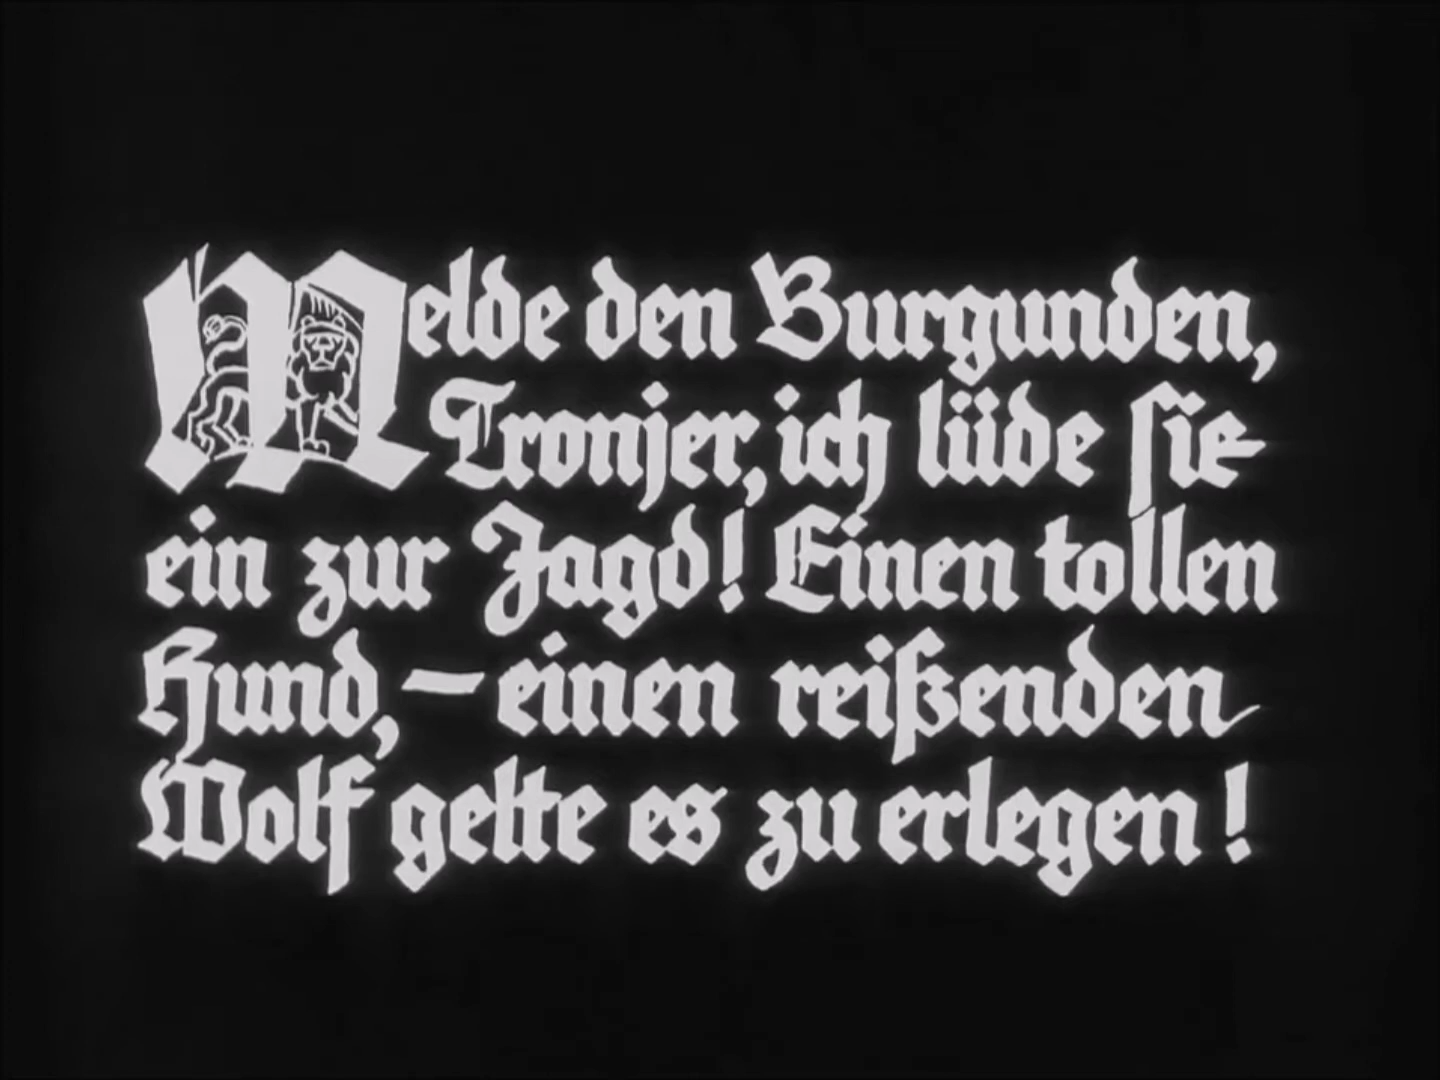 Melde den Burgunden,
Tronjer, ich lüde sie
ein zur Jagd! Einen tollen
Hund, – einen reißenden
Wolf gelte es zu erlegen!